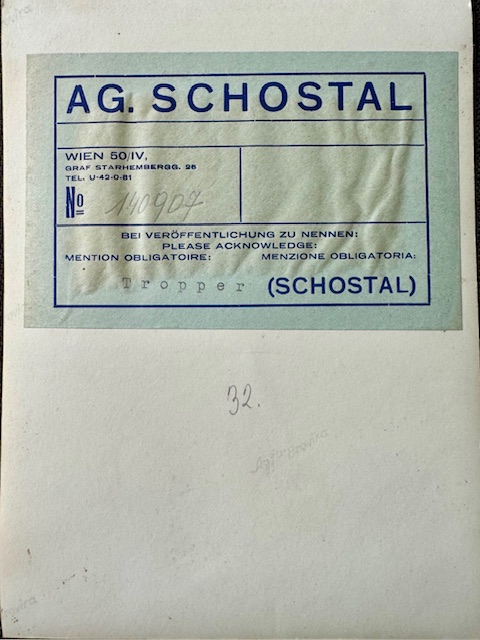 AG. SCHOSTAL
WIEN 50/IV,
GRAF STARHEMBERGG. 26
TEL: U-42-0-81
No 140907
BEI VERÖFFENTLICHUNG ZU NENNEN:
PLEASE ACKNOWLEDGE:
MENTION OBLIGATOIRE: MENZIONE OBLIGATORIA:
Tropper (SCHOSTAL)
32.